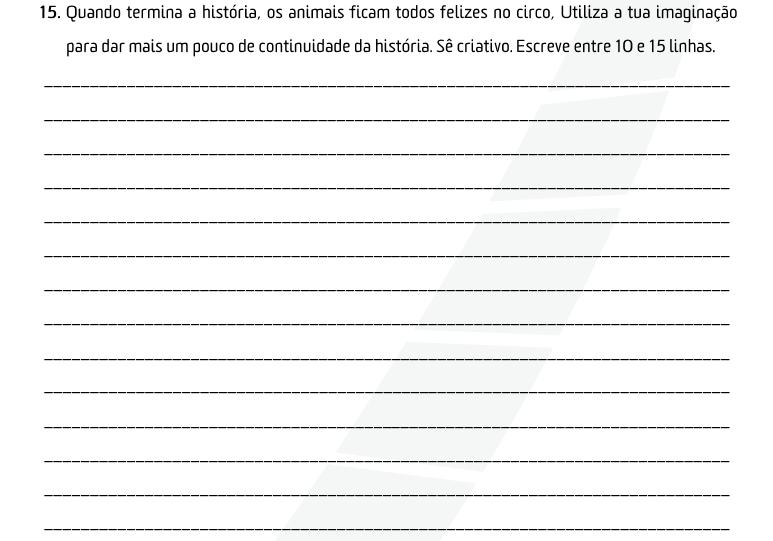 15. Quando termina a história, os animais ficam todos felizes no circo, Utiliza a tua imaginação
para dar mais um pouco de continuidade da história. Sê criativo. Escreve entre 10 e 15 linhas.